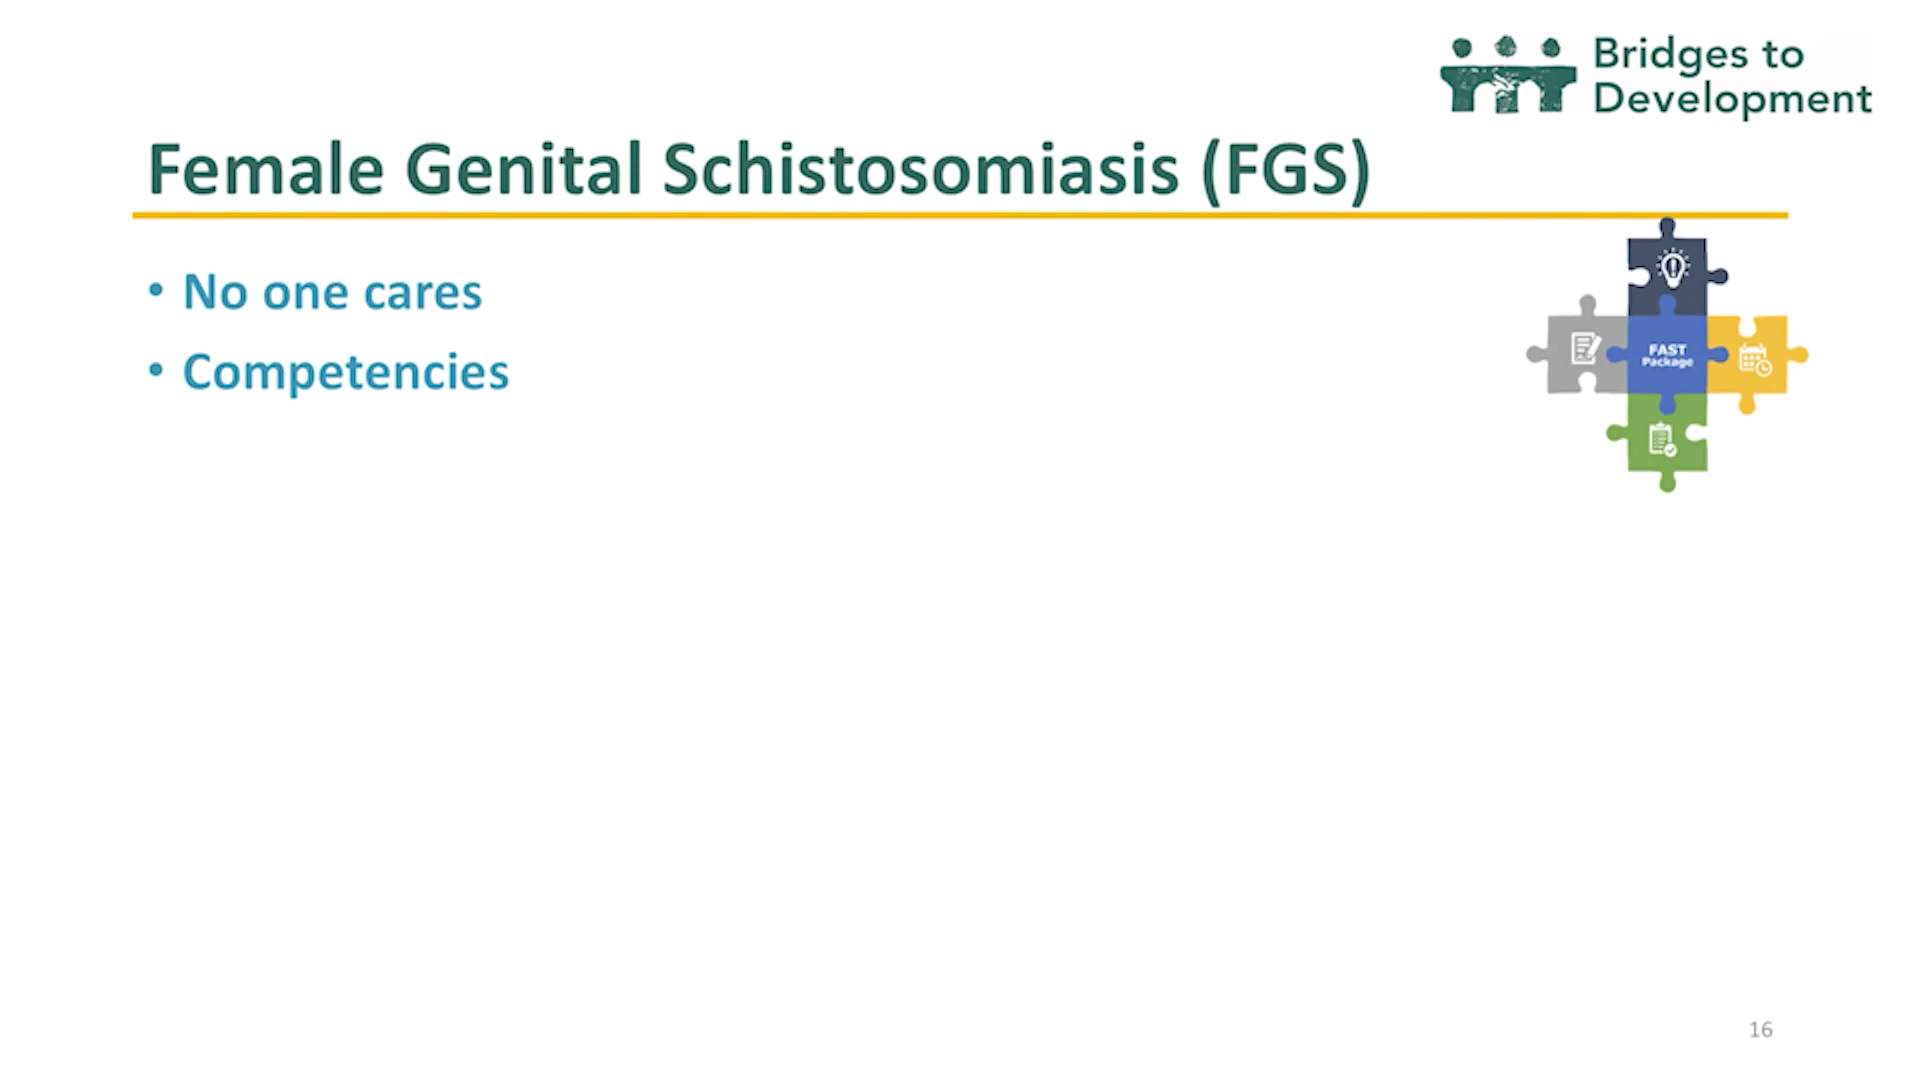 Bridges to
Development
Female Genital Schistosomiasis (FGS)
• No one cares
• Competencies
FAST
Package
16